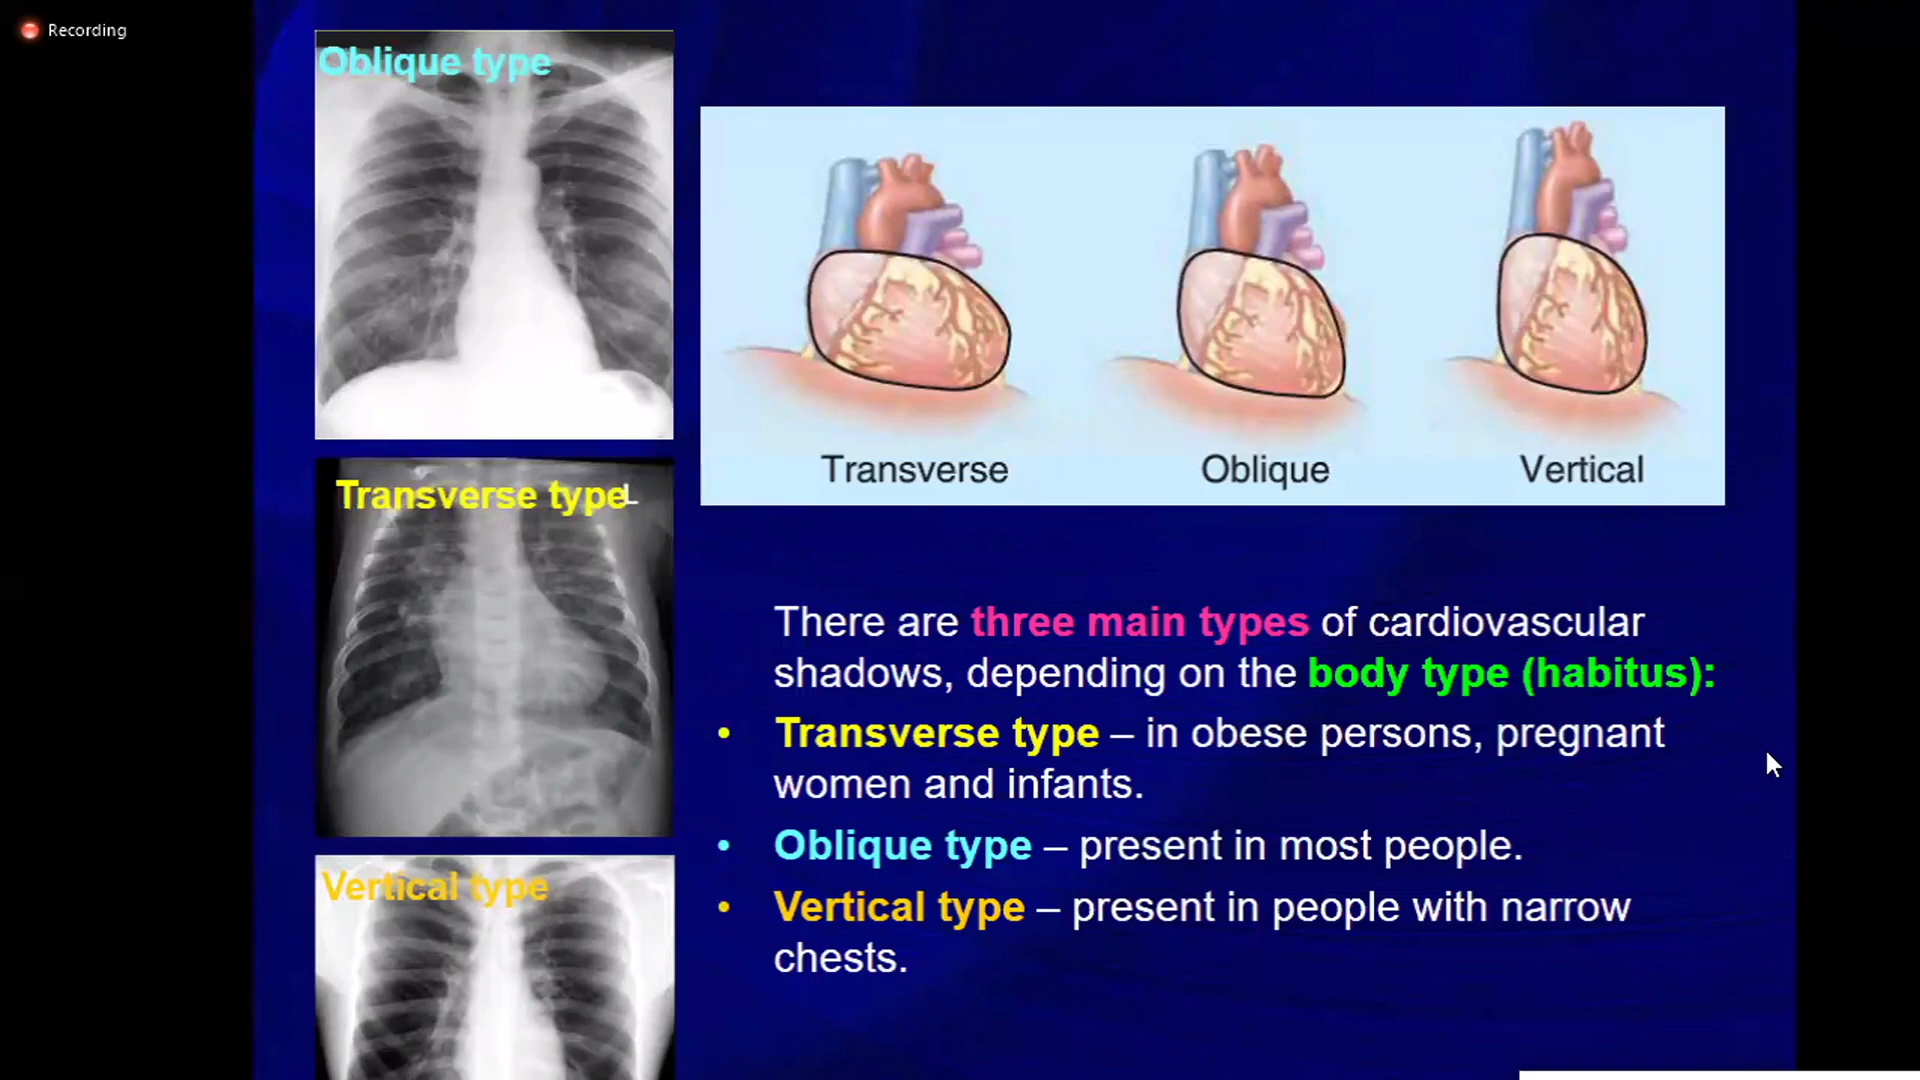 Recording
Oblique type
Transverse type
L
Vertical type
Transverse
Oblique
Vertical
There are three main types of cardiovascular
shadows, depending on the body type (habitus):
• Transverse type – in obese persons, pregnant
women and infants.
• Oblique type – present in most people.
• Vertical type – present in people with narrow
chests.